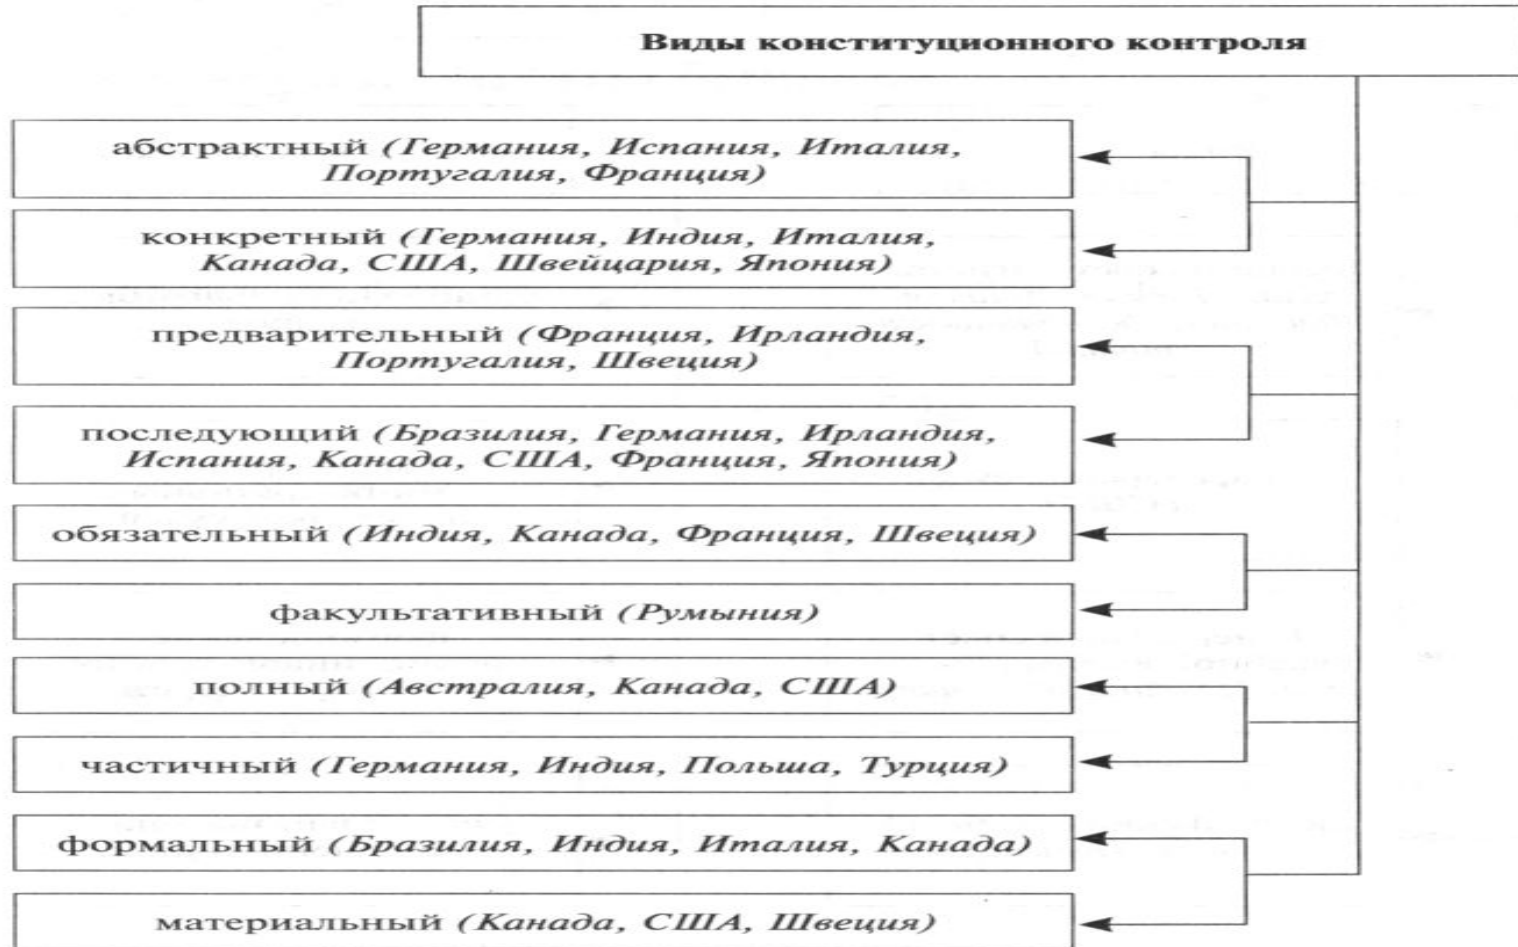 Виды конституционного контроля
абстрактный (Германия, Испания, Италия,
Португалия, Франция)
конкретный (Германия, Индия, Италия,
Канада, США, Швейцария, Япония)
предварительный (Франция, Ирландия,
Португалия, Швеция)
последующий (Бразилия, Германия, Ирландия,
Испания, Канада, США, Франция, Япония)
обязательный (Индия, Канада, Франция, Швеция)
факультативный (Румыния)
полный (Австралия, Канада, США)
частичный (Германия, Индия, Польша, Турция)
формальный (Бразилия, Индия, Италия, Канада)
материальный (Канада, США, Швеция)